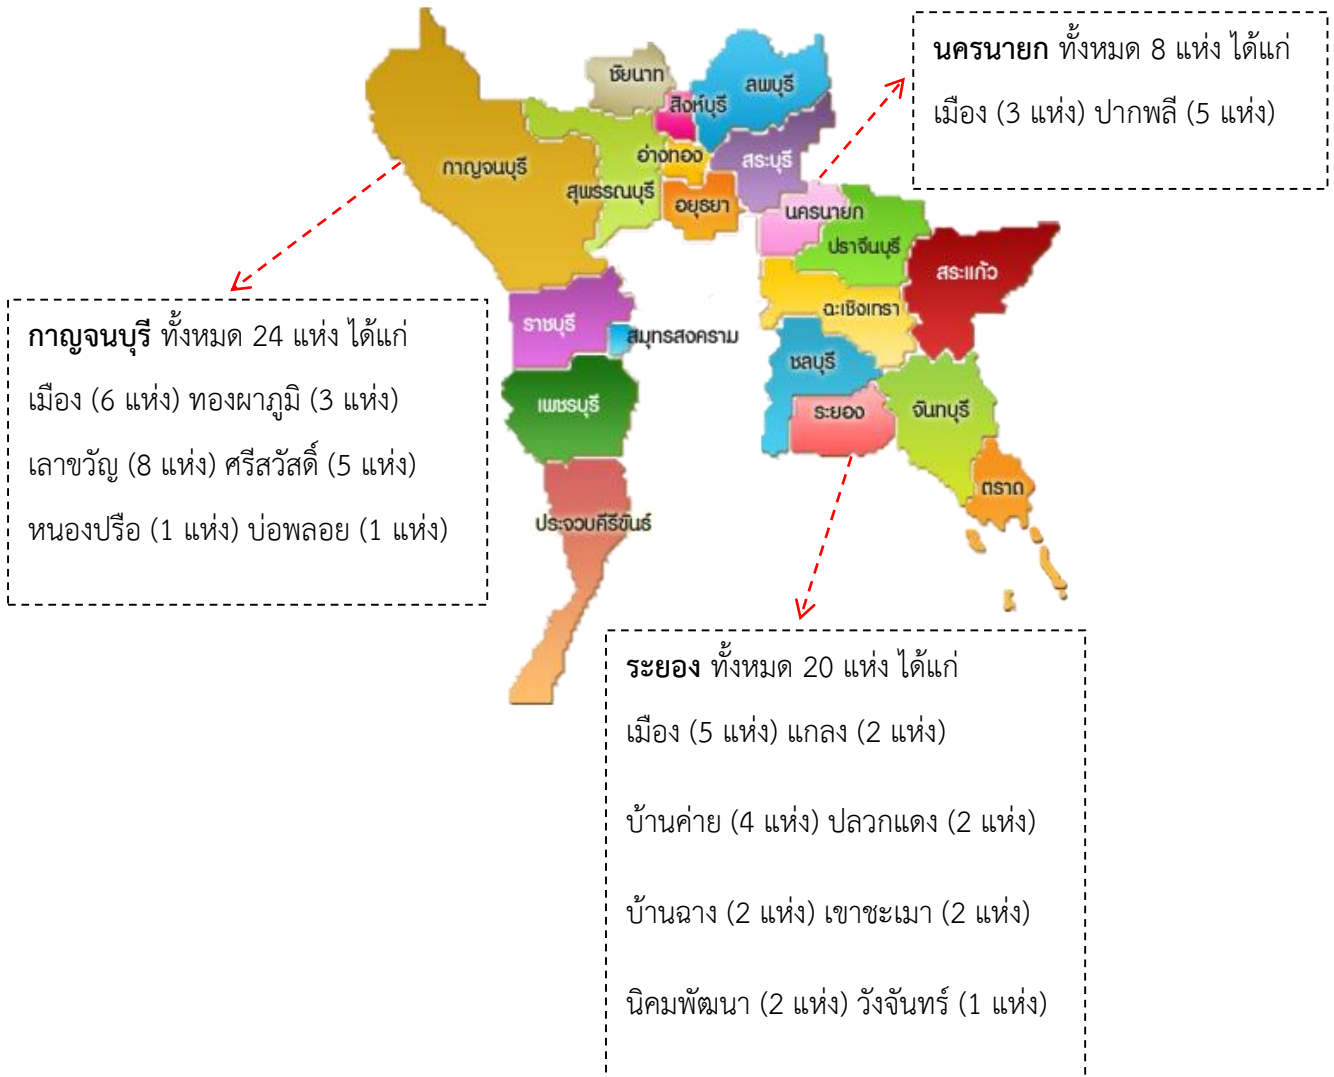 นครนายก ทั้งหมด 8 แห่ง ได้แก่
เมือง (3 แห่ง) ปากพลี (5 แห่ง)
ชัยนาท
ลพบุรี
สิงห์บุรี
อ่างทอง
สระบุรี
กาญจนบุรี
สุพรรณบุรี
อยุธยา
นครนายก
ปราจีนบุรี
สระแก้ว
ฉะเชิงเทรา
ราชบุรี
สมุทรสงคราม
ชลบุรี
เพชรบุรี
ระยอง
จันทบุรี
ตราด
ประจวบคีรีขันธ์
กาญจนบุรี ทั้งหมด 24 แห่ง ได้แก่
เมือง (6 แห่ง) ทองผาภูมิ (3 แห่ง)
เลาขวัญ (8 แห่ง) ศรีสวัสดิ์ (5 แห่ง)
หนองปรือ (1 แห่ง) บ่อพลอย (1 แห่ง)
ระยอง ทั้งหมด 20 แห่ง ได้แก่
เมือง (5 แห่ง) แกลง (2 แห่ง)
บ้านค่าย (4 แห่ง) ปลวกแดง (2 แห่ง)
บ้านฉาง (2 แห่ง) เขาชะเมา (2 แห่ง)
นิคมพัฒนา (2 แห่ง) วังจันทร์ (1 แห่ง)